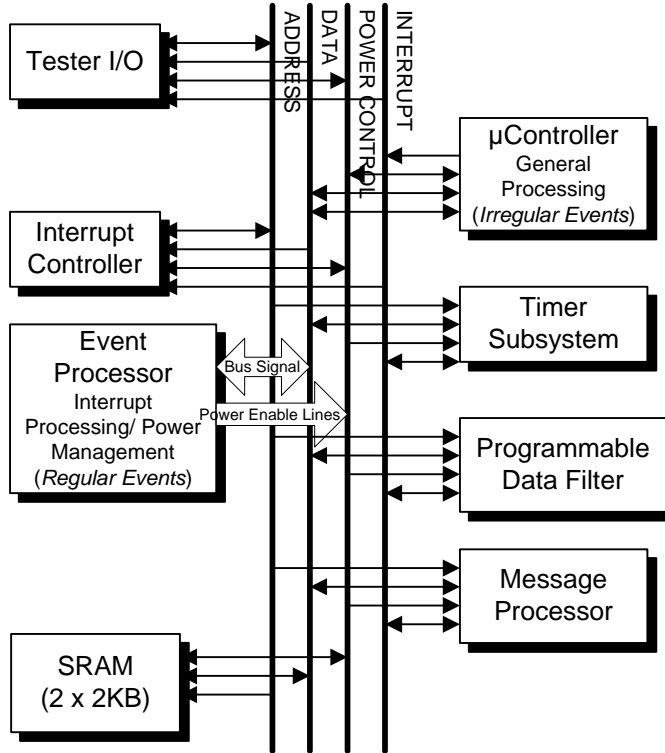 ADDRESS
DATA
POWER CONTROL
INTERRUPT
Tester I/O
µController
General
Processing
(Irregular Events)
Interrupt
Controller
Timer
Subsystem
Event
Processor
Interrupt
Processing/ Power
Management
(Regular Events)
Bus Signal
Power Enable Lines
Programmable
Data Filter
Message
Processor
SRAM
(2 x 2KB)